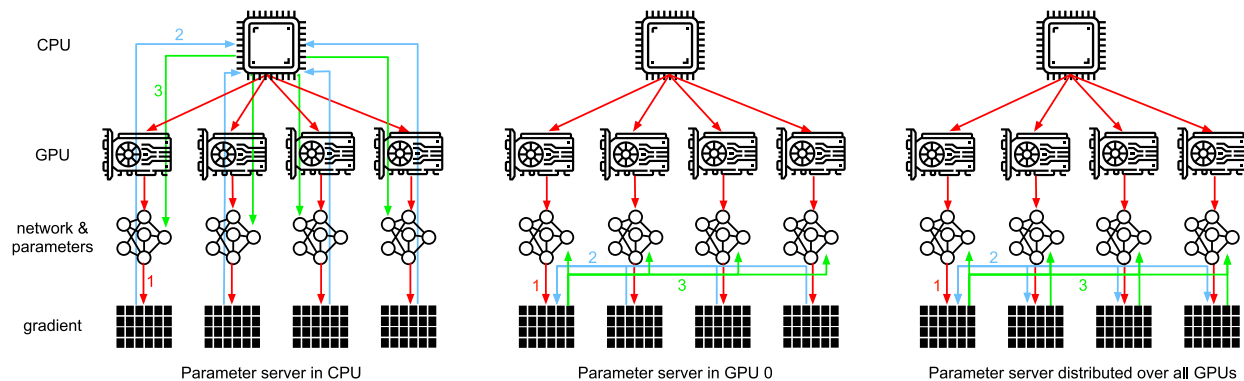 CPU
2
3
GPU
network &
parameters
2
2
1
1
3
1
3
gradient
Parameter server in CPU
Parameter server in GPU 0
Parameter server distributed over all GPUs